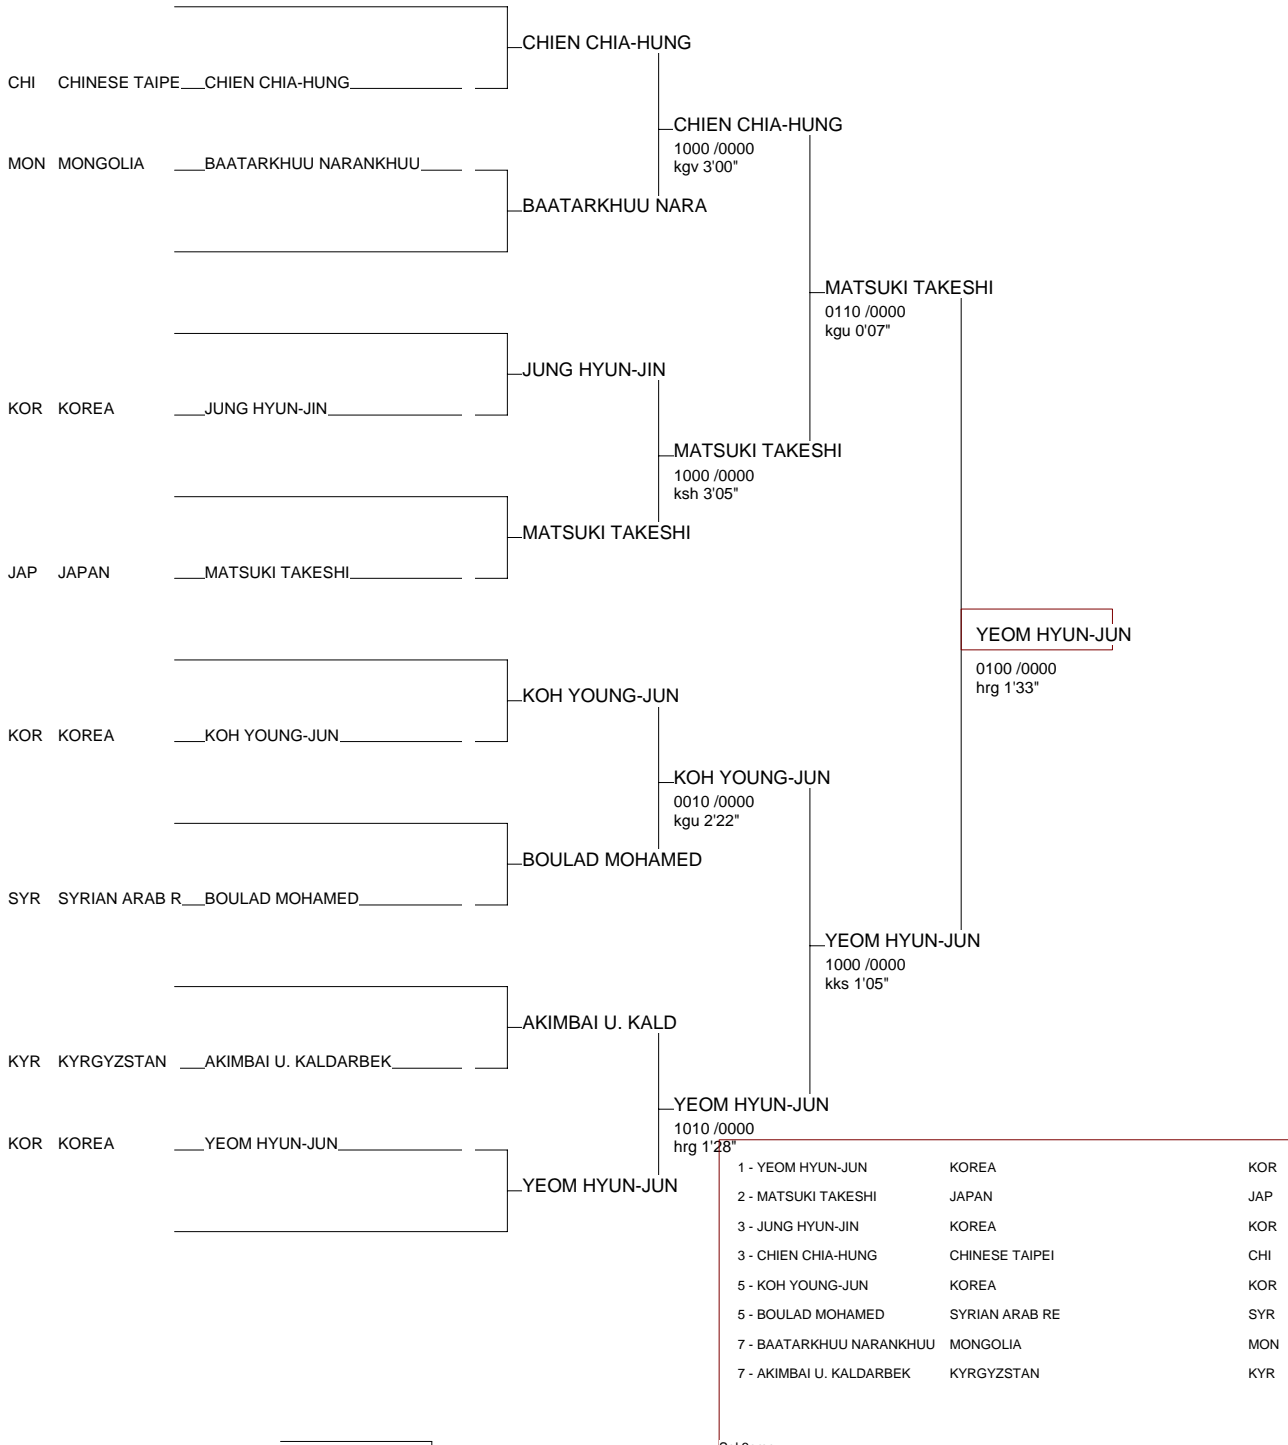 CHIEN CHIA-HUNG
CHI CHINESE TAIPE CHIEN CHIA-HUNG
CHIEN CHIA-HUNG
1000 /0000
kgv 3'00"
MON MONGOLIA BAATARKHUU NARANKHUU
BAATARKHUU NARA
MATSUKI TAKESHI
0110 /0000
kgu 0'07"
JUNG HYUN-JIN
KOR KOREA JUNG HYUN-JIN
MATSUKI TAKESHI
1000 /0000
ksh 3'05"
MATSUKI TAKESHI
JAP JAPAN MATSUKI TAKESHI
YEOM HYUN-JUN
0100 /0000
hrg 1'33"
KOH YOUNG-JUN
KOR KOREA KOH YOUNG-JUN
KOH YOUNG-JUN
0010 /0000
kgu 2'22"
BOULAD MOHAMED
SYR SYRIAN ARAB R BOULAD MOHAMED
YEOM HYUN-JUN
1000 /0000
kks 1'05"
AKIMBAI U. KALD
KYR KYRGYZSTAN AKIMBAI U. KALDARBEK
YEOM HYUN-JUN
1010 /0000
hrg 1'28"
KOR KOREA YEOM HYUN-JUN
YEOM HYUN-JUN
1 - YEOM HYUN-JUN KOREA KOR
2 - MATSUKI TAKESHI JAPAN JAP
3 - JUNG HYUN-JIN KOREA KOR
3 - CHIEN CHIA-HUNG CHINESE TAIPEI CHI
5 - KOH YOUNG-JUN KOREA KOR
5 - BOULAD MOHAMED SYRIAN ARAB RE SYR
7 - BAATARKHUU NARANKHUU MONGOLIA MON
7 - AKIMBAI U. KALDARBEK KYRGYZSTAN KYR